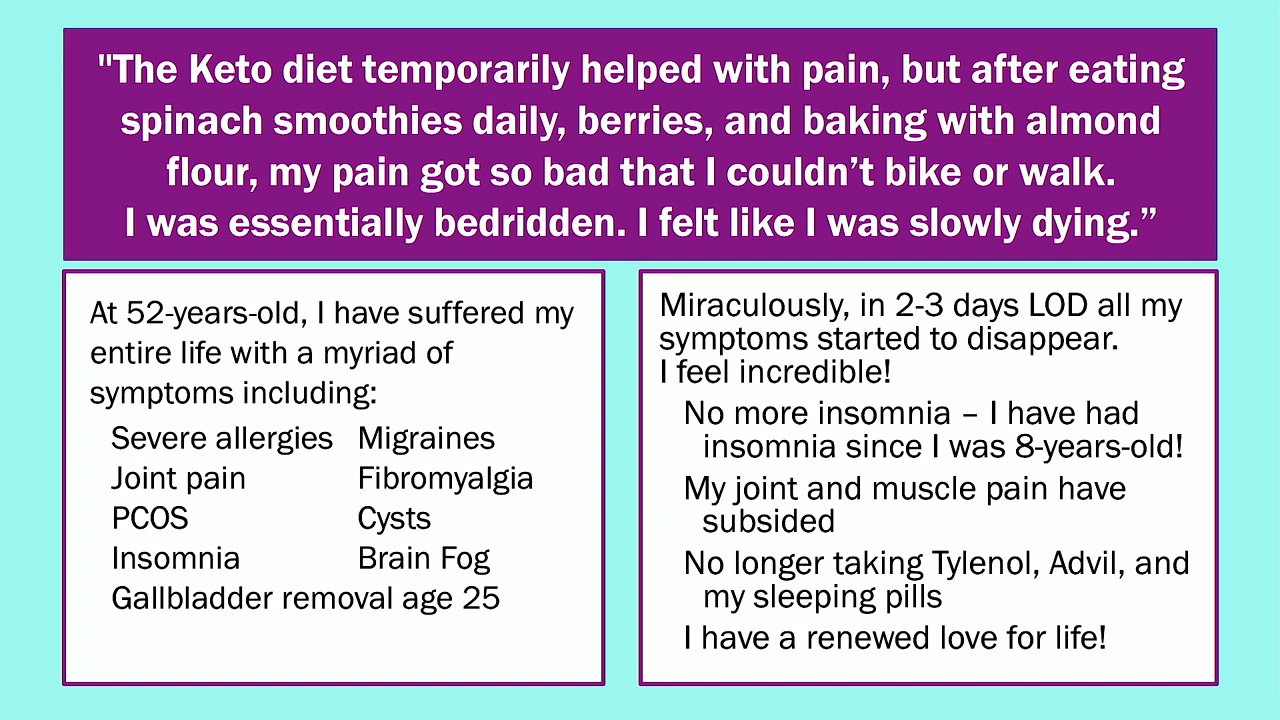 "The Keto diet temporarily helped with pain, but after eating
spinach smoothies daily, berries, and baking with almond
flour, my pain got so bad that I couldn’t bike or walk.
I was essentially bedridden. I felt like I was slowly dying.”
At 52-years-old, I have suffered my
entire life with a myriad of
symptoms including:
Severe allergies Migraines
Joint pain Fibromyalgia
PCOS Cysts
Insomnia Brain Fog
Gallbladder removal age 25
Miraculously, in 2-3 days LOD all my
symptoms started to disappear.
I feel incredible!
No more insomnia – I have had
insomnia since I was 8-years-old!
My joint and muscle pain have
subsided
No longer taking Tylenol, Advil, and
my sleeping pills
I have a renewed love for life!